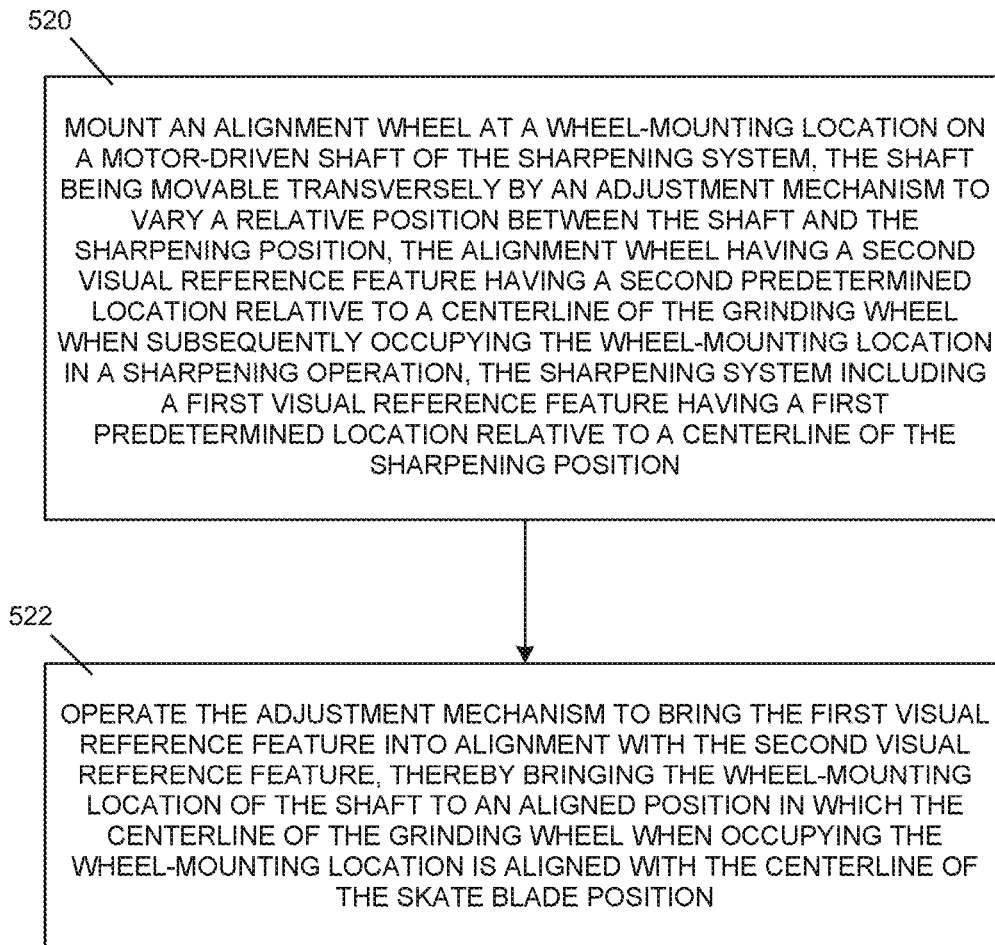 520
MOUNT AN ALIGNMENT WHEEL AT A WHEEL-MOUNTING LOCATION ON
A MOTOR-DRIVEN SHAFT OF THE SHARPENING SYSTEM, THE SHAFT
BEING MOVABLE TRANSVERSELY BY AN ADJUSTMENT MECHANISM TO
VARY A RELATIVE POSITION BETWEEN THE SHAFT AND THE
SHARPENING POSITION, THE ALIGNMENT WHEEL HAVING A SECOND
VISUAL REFERENCE FEATURE HAVING A SECOND PREDETERMINED
LOCATION RELATIVE TO A CENTERLINE OF THE GRINDING WHEEL
WHEN SUBSEQUENTLY OCCUPYING THE WHEEL-MOUNTING LOCATION
IN A SHARPENING OPERATION, THE SHARPENING SYSTEM INCLUDING
A FIRST VISUAL REFERENCE FEATURE HAVING A FIRST
PREDETERMINED LOCATION RELATIVE TO A CENTERLINE OF THE
SHARPENING POSITION
522
OPERATE THE ADJUSTMENT MECHANISM TO BRING THE FIRST VISUAL
REFERENCE FEATURE INTO ALIGNMENT WITH THE SECOND VISUAL
REFERENCE FEATURE, THEREBY BRINGING THE WHEEL-MOUNTING
LOCATION OF THE SHAFT TO AN ALIGNED POSITION IN WHICH THE
CENTERLINE OF THE GRINDING WHEEL WHEN OCCUPYING THE
WHEEL-MOUNTING LOCATION IS ALIGNED WITH THE CENTERLINE OF
THE SKATE BLADE POSITION